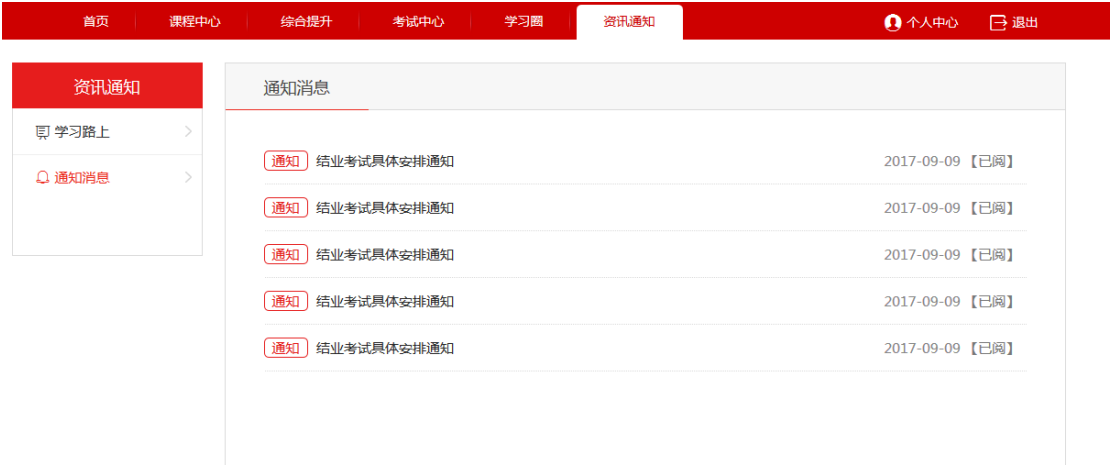 首页 课程中心 综合提升 考试中心 学习圈 资讯通知 个人中心 退出
资讯通知
学习路上
通知消息
通知消息
通知 结业考试具体安排通知 2017-09-09【已阅】
通知 结业考试具体安排通知 2017-09-09【已阅】
通知 结业考试具体安排通知 2017-09-09【已阅】
通知 结业考试具体安排通知 2017-09-09【已阅】
通知 结业考试具体安排通知 2017-09-09【已阅】